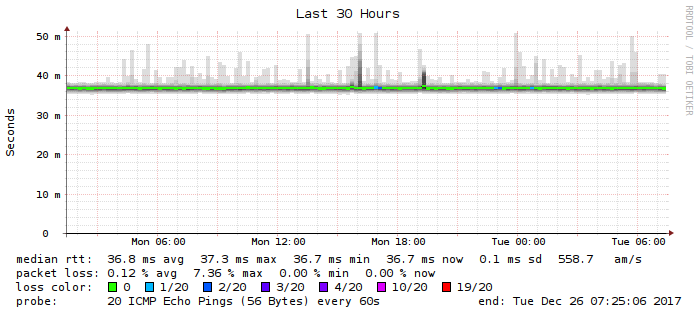 Last 30 Hours
RRDTOOL / TOBI OETIKER
Seconds
50 m
40 m
30 m
20 m
10 m
0
Mon 06:00 Mon 12:00 Mon 18:00 Tue 00:00 Tue 06:00
median rtt: 36.8 ms avg 37.3 ms max 36.7 ms min 36.7 ms now 0.1 ms sd 558.7 am/s
packet loss: 0.12 % avg 7.36 % max 0.00 % min 0.00 % now
loss color: 0 1/20 2/20 3/20 4/20 10/20 19/20
probe: 20 ICMP Echo Pings (56 Bytes) every 60s end: Tue Dec 26 07:25:06 2017